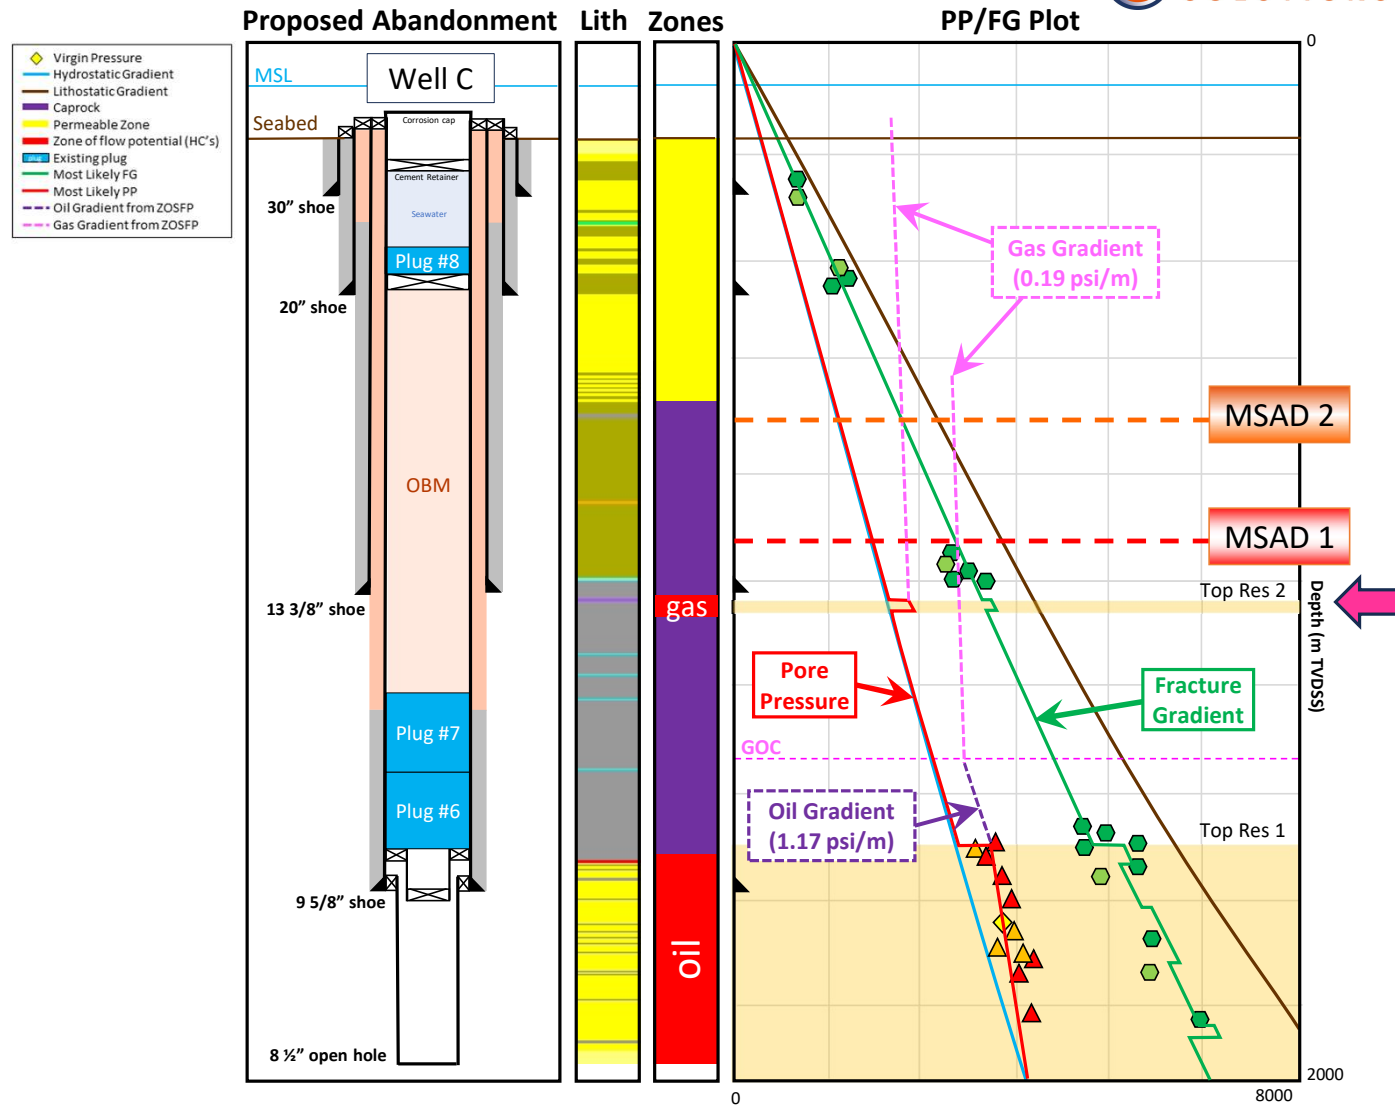 Proposed Abandonment
Lith
Zones
PP/FG Plot
Virgin Pressure
Hydrostatic Gradient
Lithostatic Gradient
Caprock
Permeable Zone
Zone of flow potential (HC's)
Existing plug
Most Likely FG
Most Likely PP
Oil Gradient from ZOSFP
Gas Gradient from ZOSFP
MSL
Well C
Seabed
Corrosion cap
Cement Retainer
Seawater
30” shoe
Plug #8
20” shoe
OBM
13 3/8” shoe
Plug #7
Plug #6
9 5/8” shoe
8 ½” open hole
gas
oil
0
Gas Gradient
(0.19 psi/m)
MSAD 2
MSAD 1
Top Res 2
Depth (m TVDSS)
Pore
Pressure
Fracture
Gradient
GOC
Oil Gradient
(1.17 psi/m)
Top Res 1
2000
0
8000